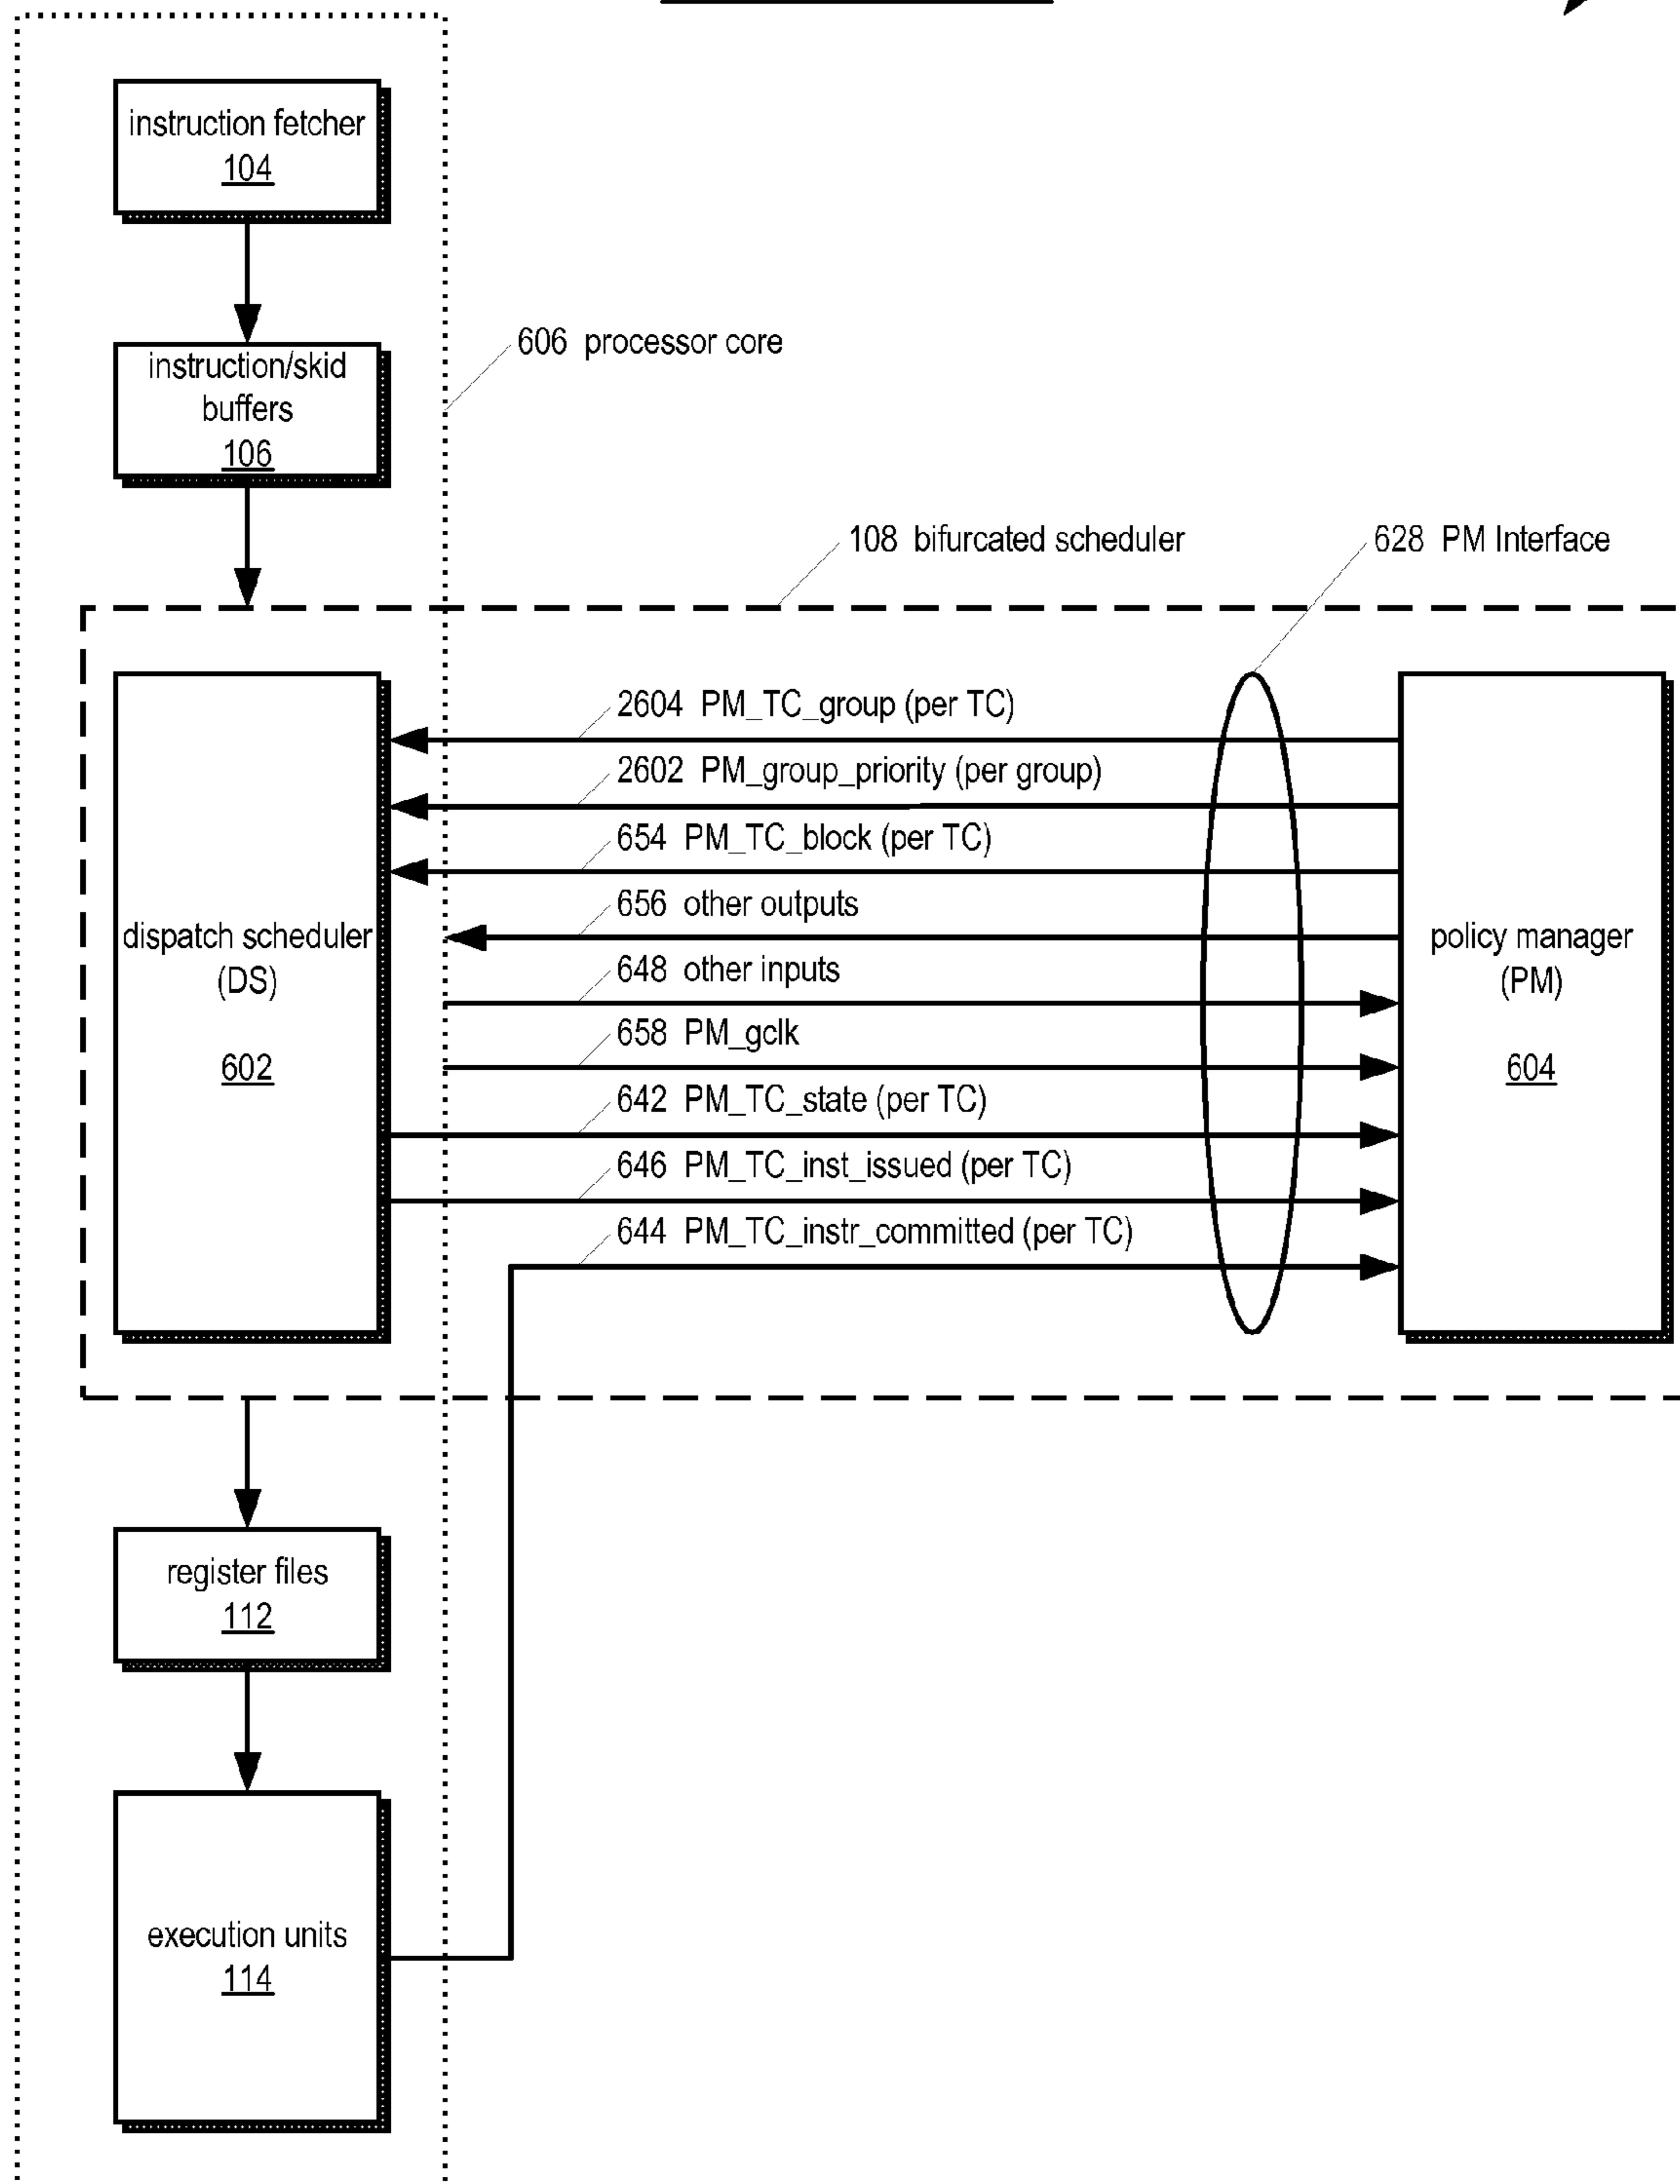 instruction fetcher
104
606 processor core
instruction/skid
buffers
106
108 bifurcated scheduler
628 PM Interface
2604 PM_TC_group (per TC)
2602 PM_group_priority (per group)
654 PM_TC_block (per TC)
656 other outputs
648 other inputs
658 PM_gclk
642 PM_TC_state (per TC)
646 PM_TC_inst_issued (per TC)
644 PM_TC_instr_committed (per TC)
dispatch scheduler
(DS)
602
policy manager
(PM)
604
register files
112
execution units
114